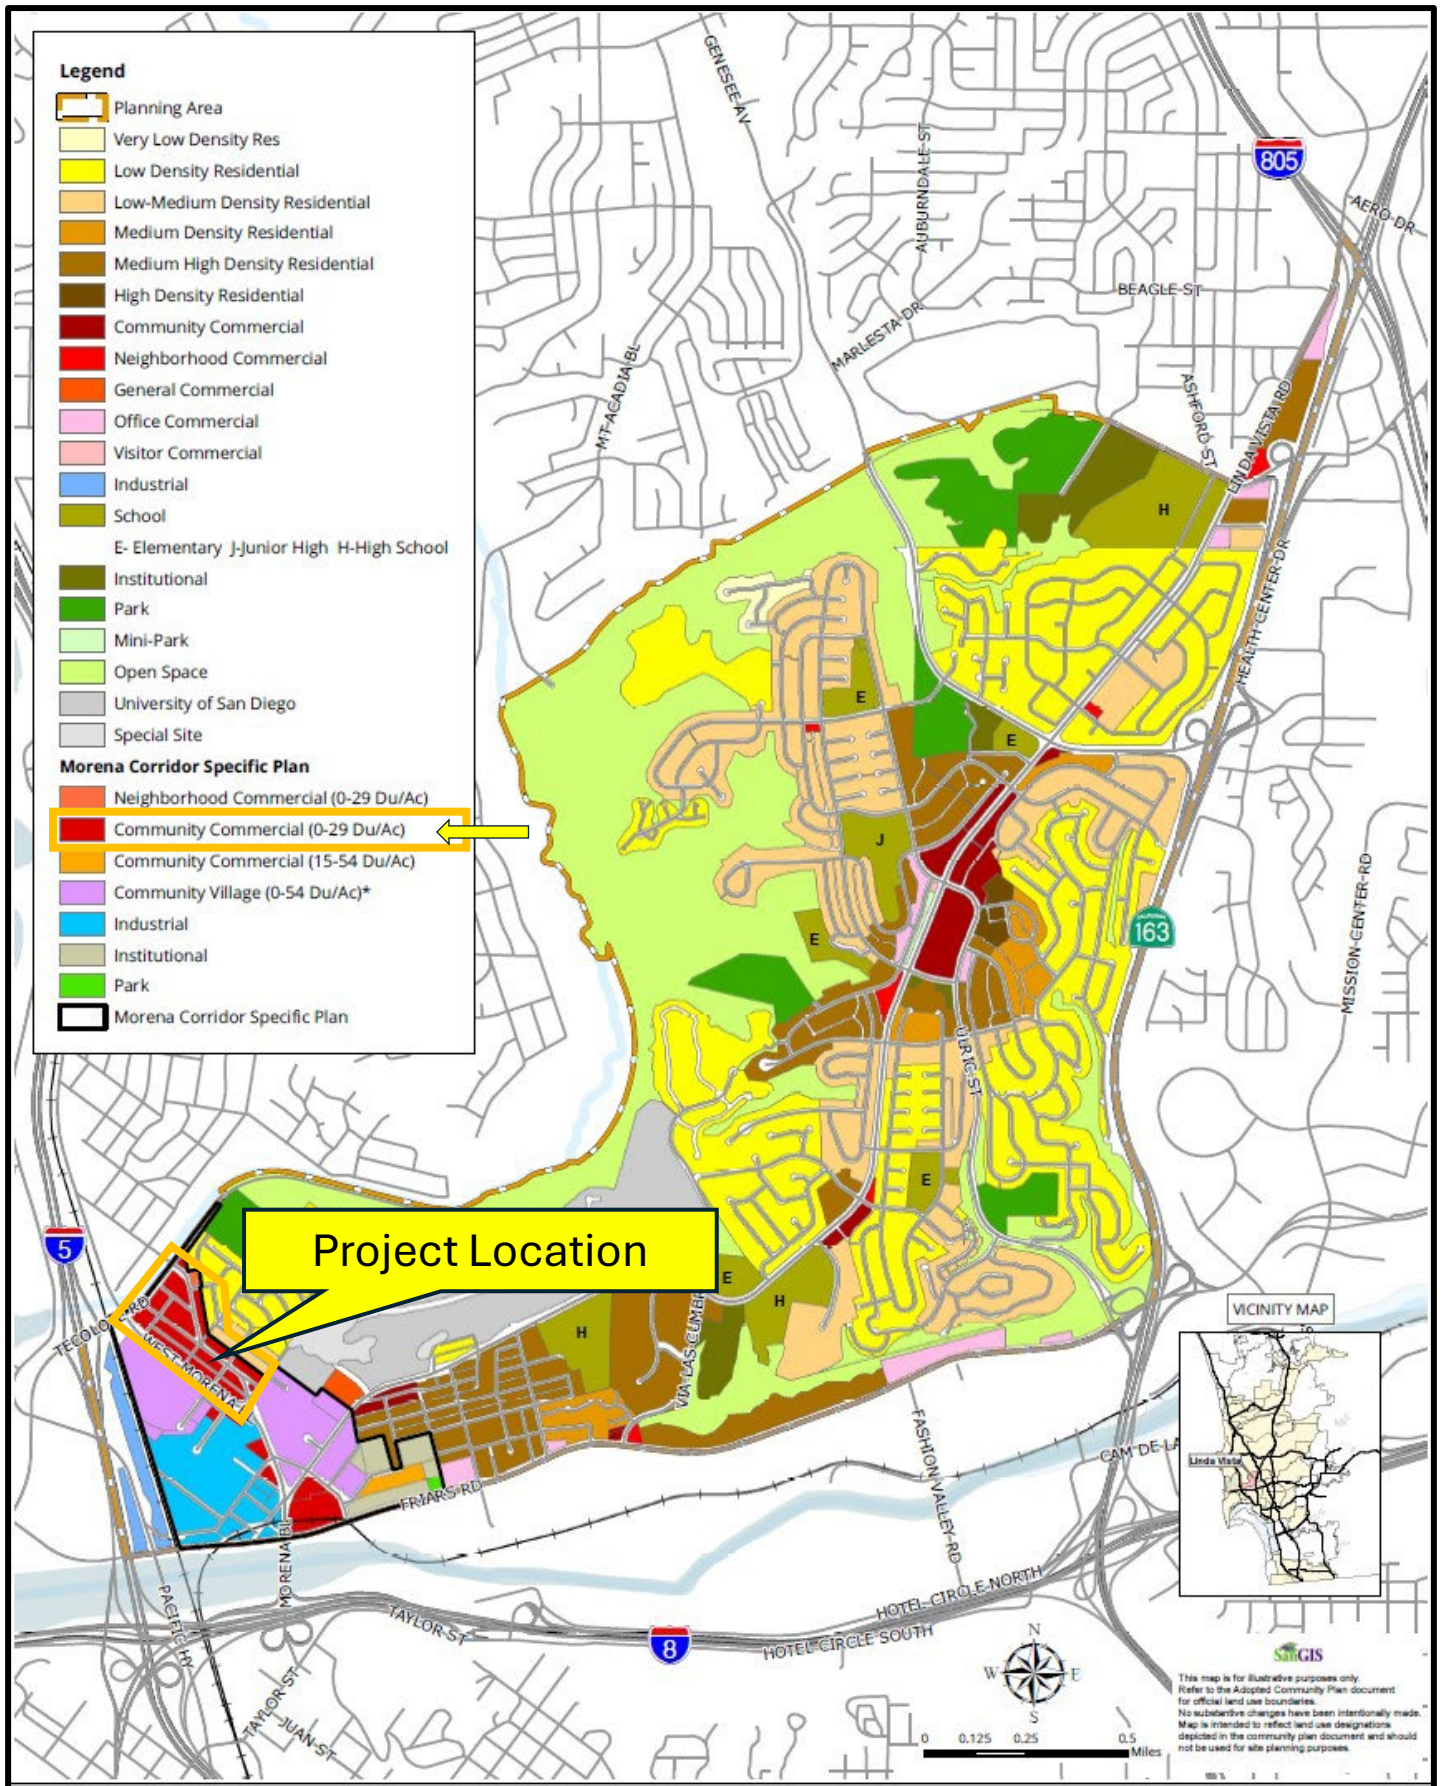 Legend
Planning Area
Very Low Density Res
Low Density Residential
Low-Medium Density Residential
Medium Density Residential
Medium High Density Residential
High Density Residential
Community Commercial
Neighborhood Commercial
General Commercial
Office Commercial
Visitor Commercial
Industrial
School
E- Elementary J-Junior High H-High School
Institutional
Park
Mini-Park
Open Space
University of San Diego
Special Site
Morena Corridor Specific Plan
Neighborhood Commercial (0-29 Du/Ac)
Community Commercial (0-29 Du/Ac)
Community Commercial (15-54 Du/Ac)
Community Village (0-54 Du/Ac)*
Industrial
Institutional
Park
Morena Corridor Specific Plan
GENESEE AV
AUBURNDALE ST
805
AERO DR
BEAGLE ST
MARLESTA DR
MT ACADIA BL
ASHFORD ST
LINDA VISTA RD
H
HEALTH CENTER DR
E
E
J
E
163
MISSION CENTER RD
ULRIC ST
E
5
Project Location
E
H
H
VIA LAS CUMBR
TECOLO
RD
WEST MORENA
FRIARS RD
MORENA BL
FASHION VALLEY RD
CAM DE LA
PACIFIC HY
TAYLOR ST
HOTEL CIRCLE NORTH
8
HOTEL CIRCLE SOUTH
TAYLOR ST
JUAN ST
VICINITY MAP
Linda Vista
N
W E
S
0 0.125 0.25 0.5
Miles
SanGIS
This map is for illustrative purposes only.
Refer to the Adopted Community Plan document
for official land use boundaries.
No substantive changes have been intentionally made.
Map is intended to reflect land use designations
depicted in the community plan document and should
not be used for site planning purposes.